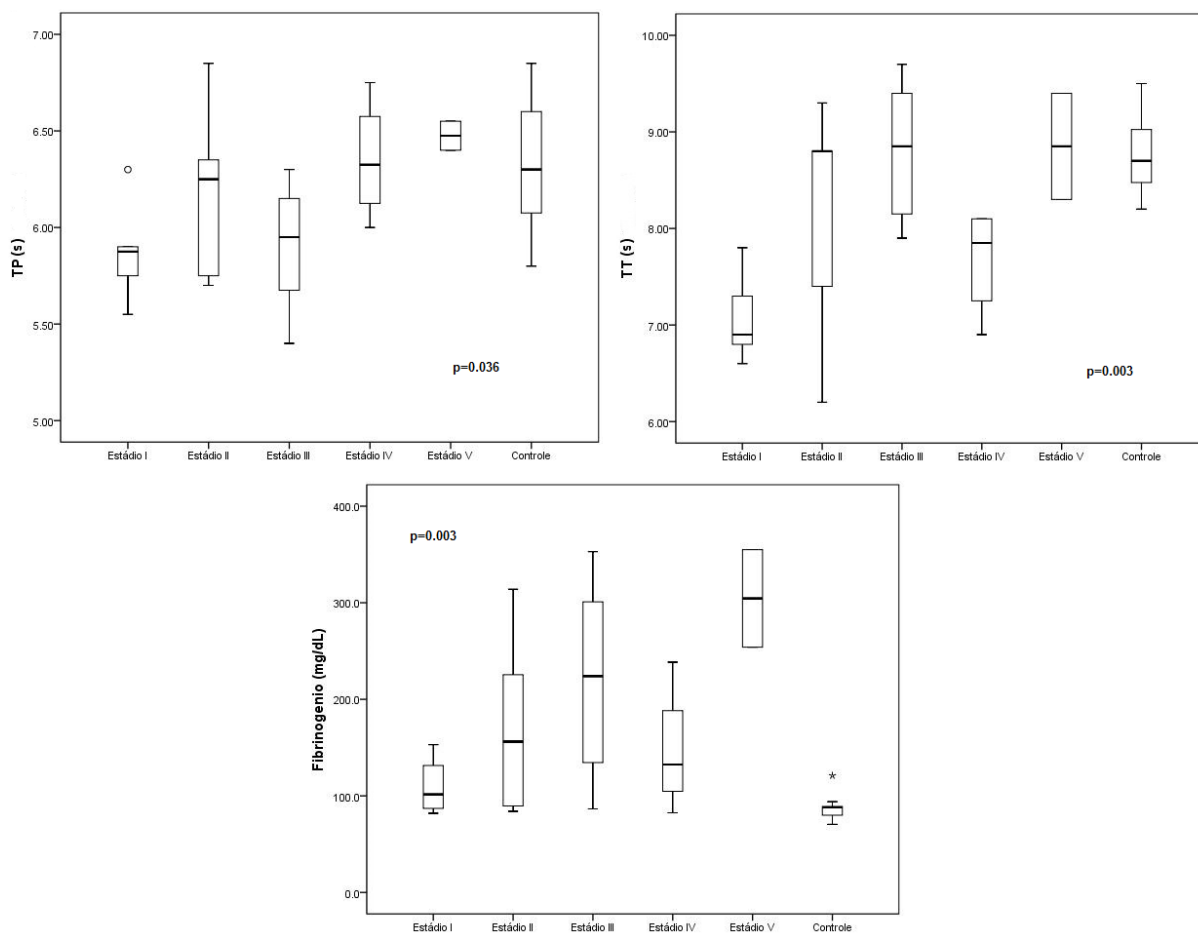 7.00
6.50
6.00
5.50
5.00
TP (s)
p=0.036
Estádio I Estádio II Estádio III Estádio IV Estádio V Controle
10.00
9.00
8.00
7.00
6.00
TT (s)
p=0.003
Estádio I Estádio II Estádio III Estádio IV Estádio V Controle
400.0
300.0
200.0
100.0
0.0
Fibrinogenio (mg/dL)
p=0.003
Estádio I Estádio II Estádio III Estádio IV Estádio V Controle